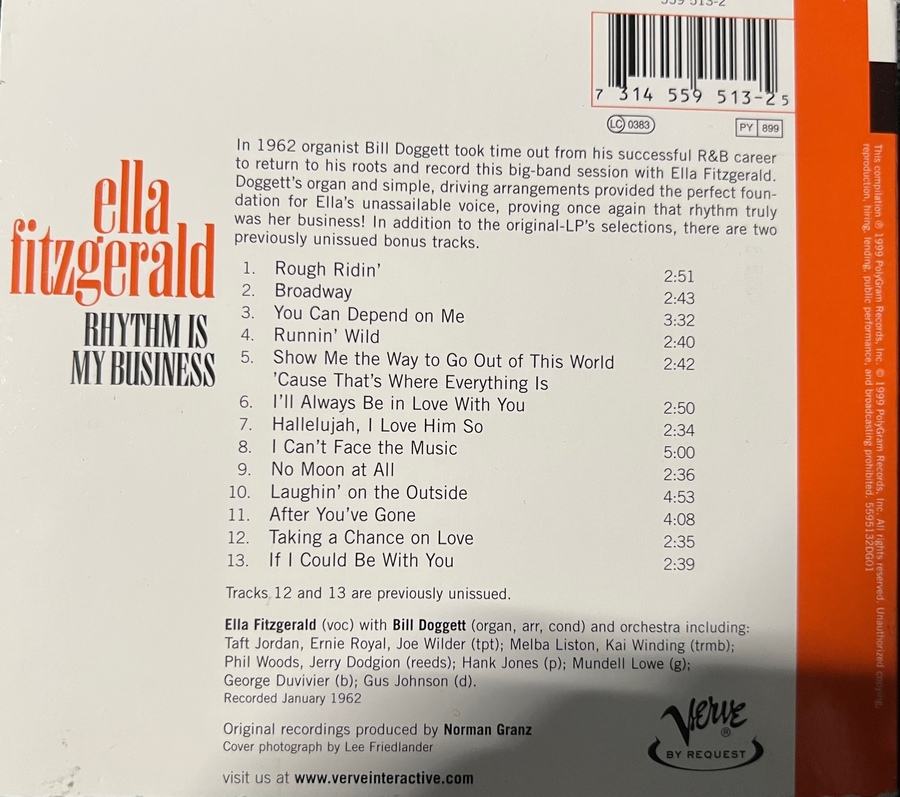 559 513-2
7 314 559 513-2 5
LC 0383
PY 899
In 1962 organist Bill Doggett took time out from his successful R&B career
to return to his roots and record this big-band session with Ella Fitzgerald.
Doggett's organ and simple, driving arrangements provided the perfect foun-
dation for Ella's unassailable voice, proving once again that rhythm truly
was her business! In addition to the original-LP's selections, there are two
previously unissued bonus tracks.
ella
fitzgerald
RHYTHM IS
MY BUSINESS
1. Rough Ridin' 2:51
2. Broadway 2:43
3. You Can Depend on Me 3:32
4. Runnin' Wild 2:40
5. Show Me the Way to Go Out of This World 2:42
'Cause That's Where Everything Is
6. I'll Always Be in Love With You 2:50
7. Hallelujah, I Love Him So 2:34
8. I Can't Face the Music 5:00
9. No Moon at All 2:36
10. Laughin' on the Outside 4:53
11. After You've Gone 4:08
12. Taking a Chance on Love 2:35
13. If I Could Be With You 2:39
Tracks 12 and 13 are previously unissued.
Ella Fitzgerald (voc) with Bill Doggett (organ, arr, cond) and orchestra including:
Taft Jordan, Ernie Royal, Joe Wilder (tpt); Melba Liston, Kai Winding (trmb);
Phil Woods, Jerry Dodgion (reeds); Hank Jones (p); Mundell Lowe (g);
George Duvivier (b); Gus Johnson (d).
Recorded January 1962
Original recordings produced by Norman Granz
Cover photograph by Lee Friedlander
visit us at www.verveinteractive.com
Verve ®
BY REQUEST
This compilation ℗ 1999 PolyGram Records, Inc. © 1999 PolyGram Records, Inc. All rights reserved. Unauthorized copying,
reproduction, hiring, lending, public performance, and broadcasting prohibited. 5595132DG01